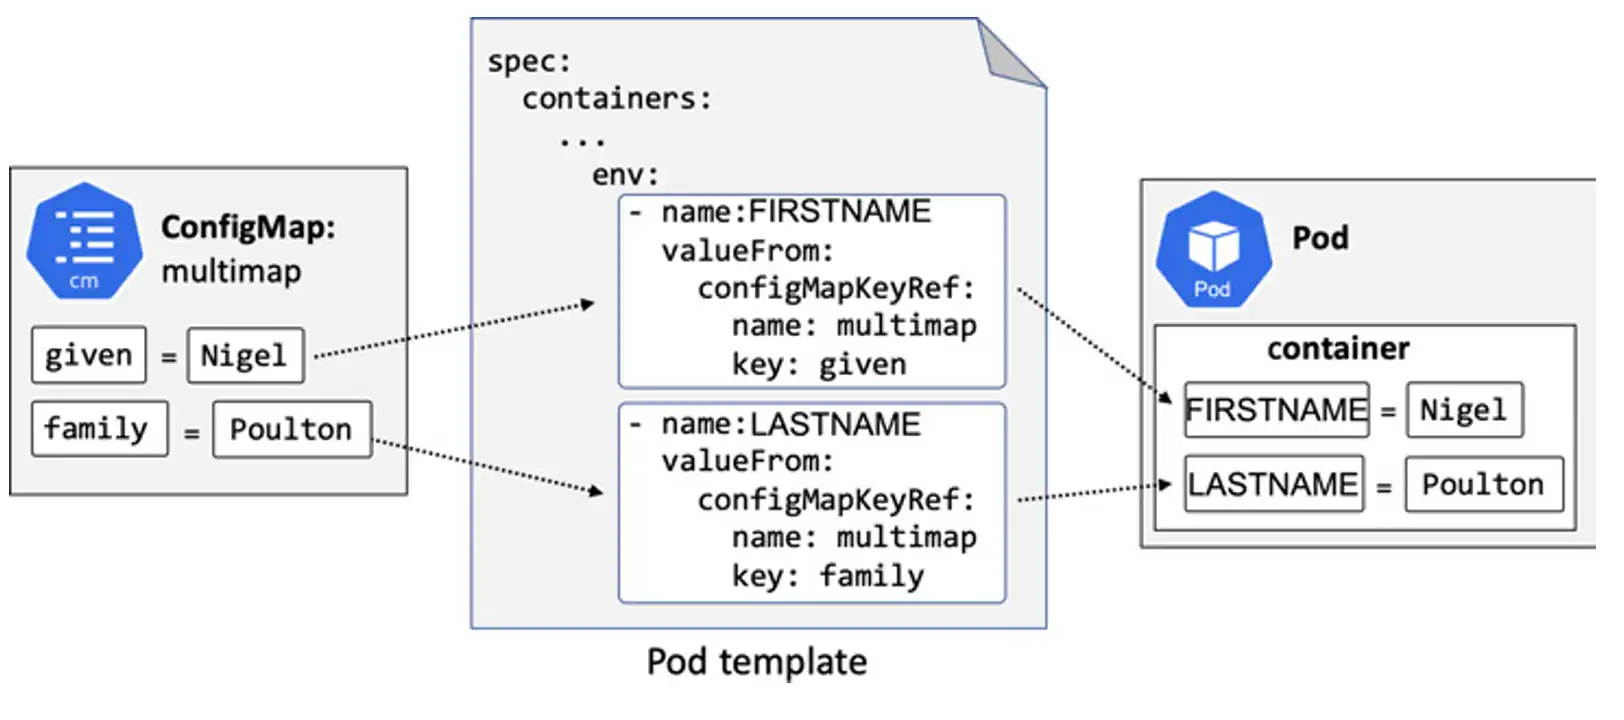 ConfigMap:
multimap
cm
given = Nigel
family = Poulton
spec:
containers:
...
env:
- name:FIRSTNAME
valueFrom:
configMapKeyRef:
name: multimap
key: given
- name:LASTNAME
valueFrom:
configMapKeyRef:
name: multimap
key: family
Pod template
Pod
Pod
container
FIRSTNAME = Nigel
LASTNAME = Poulton